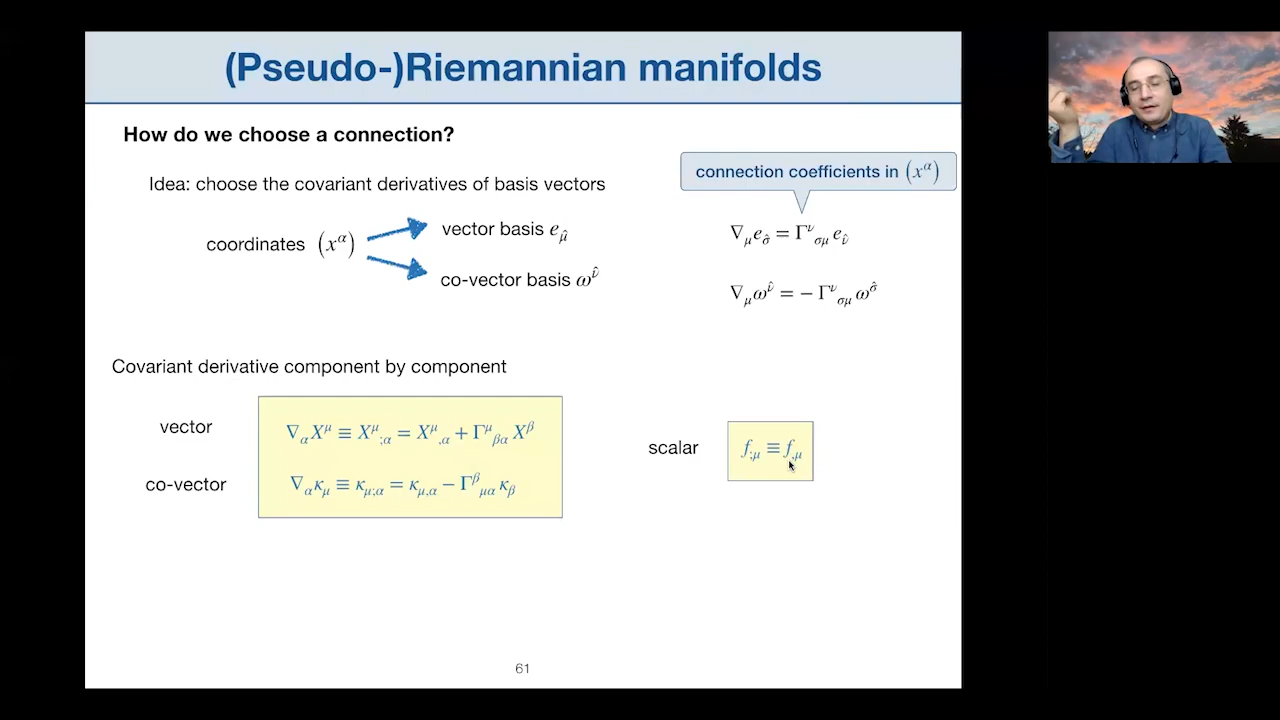 (Pseudo-)Riemannian manifolds
How do we choose a connection?
Idea: choose the covariant derivatives of basis vectors
connection coefficients in (x^α)
coordinates (x^α)
vector basis e_μ̂
co-vector basis ω^ν̂
∇_μ e_σ̂ = Γ^ν_σμ e_ν̂
∇_μ ω^ν̂ = − Γ^ν_σμ ω^σ̂
Covariant derivative component by component
vector
∇_α X^μ ≡ X^μ_;α = X^μ_,α + Γ^μ_βα X^β
co-vector
∇_α κ_μ ≡ κ_μ;α = κ_μ,α − Γ^β_μα κ_β
scalar
f_;μ ≡ f_,μ
61